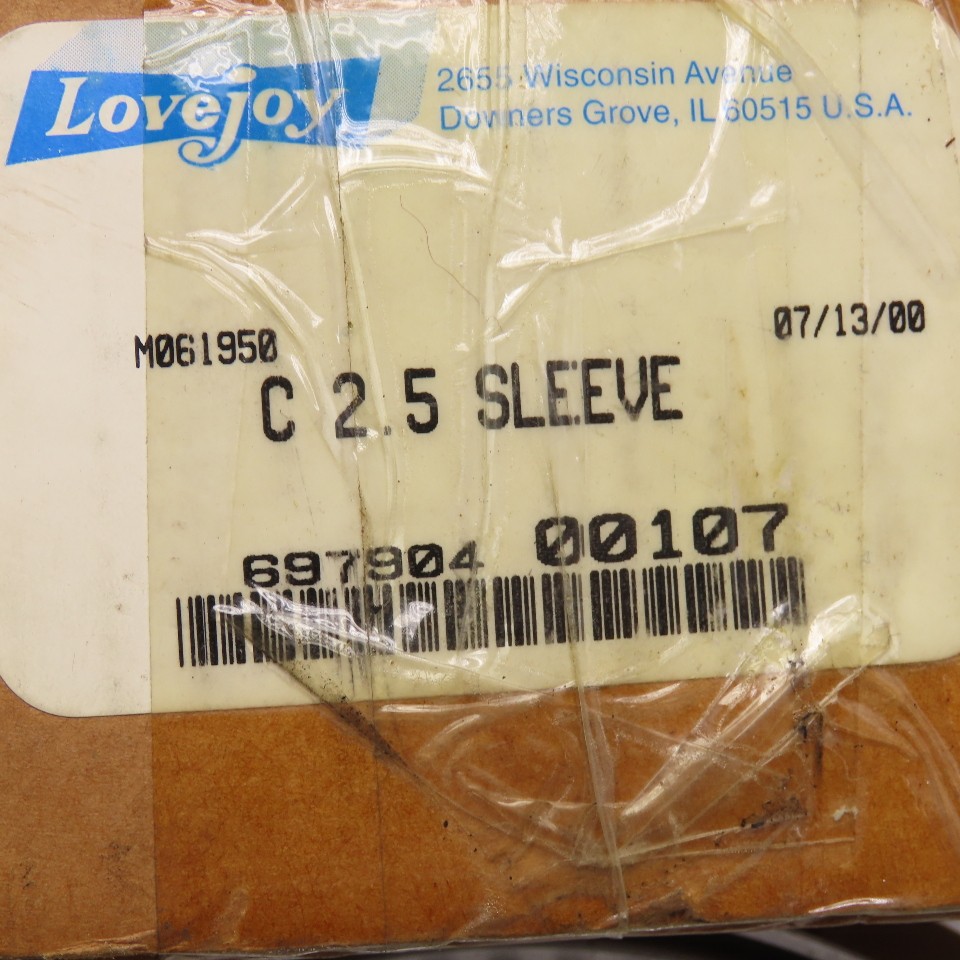 Lovejoy
2655 Wisconsin Avenue
Downers Grove, IL 60515 U.S.A.
M061950
07/13/00
C 2.5 SLEEVE
697904 00107